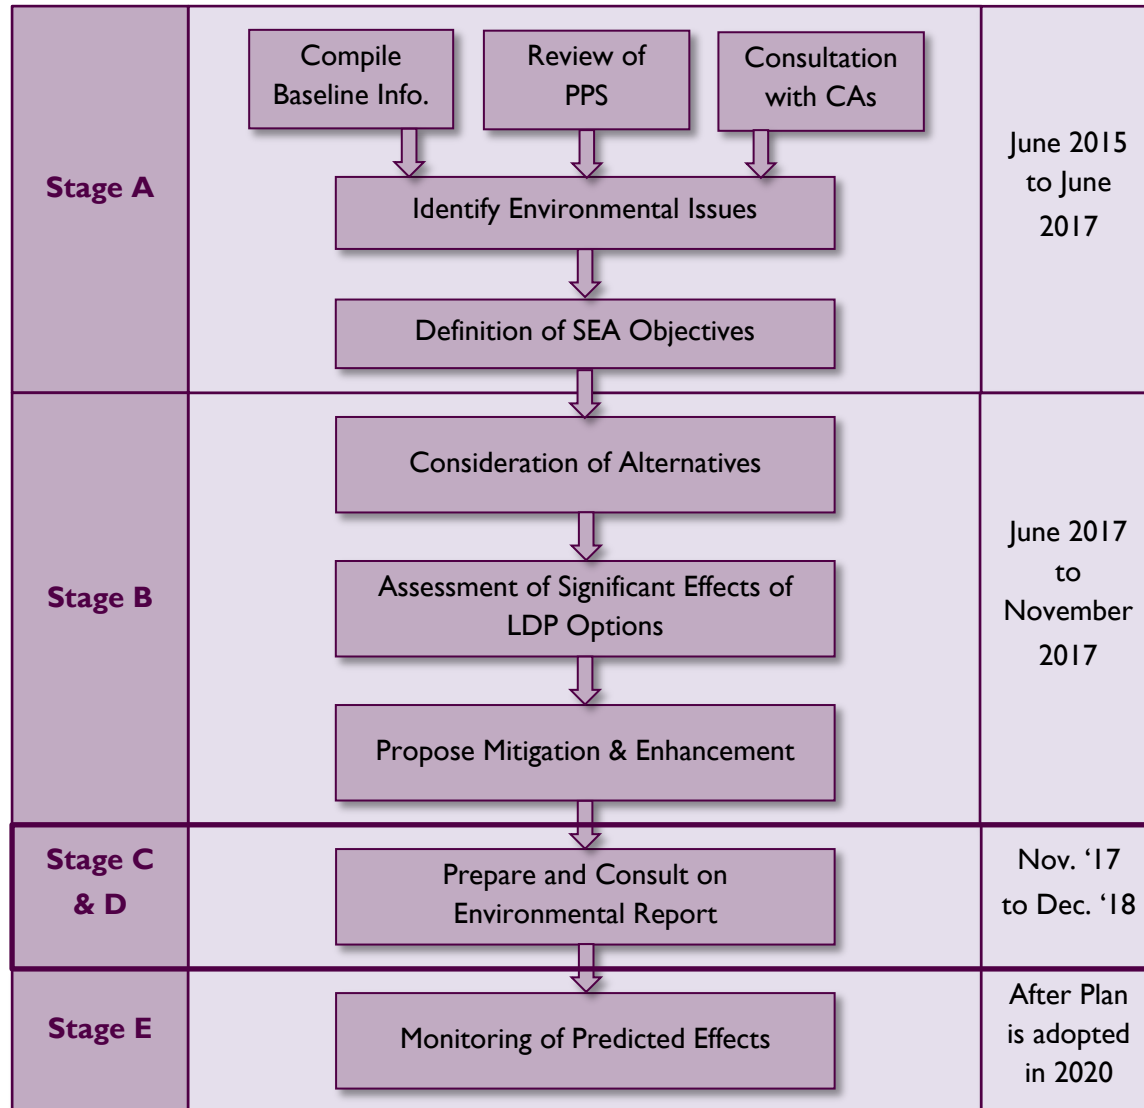 Stage A
Compile
Baseline Info.
Review of
PPS
Consultation
with CAs
Identify Environmental Issues
Definition of SEA Objectives
June 2015
to June
2017
Stage B
Consideration of Alternatives
Assessment of Significant Effects of
LDP Options
Propose Mitigation & Enhancement
June 2017
to
November
2017
Stage C
& D
Prepare and Consult on
Environmental Report
Nov. ‘17
to Dec. ‘18
Stage E
Monitoring of Predicted Effects
After Plan
is adopted
in 2020